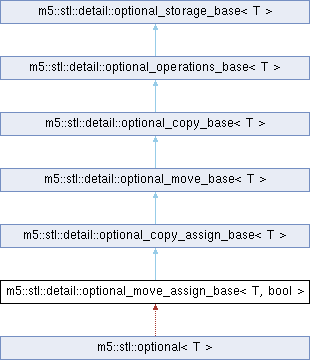 m5::stl::detail::optional_storage_base< T >
m5::stl::detail::optional_operations_base< T >
m5::stl::detail::optional_copy_base< T >
m5::stl::detail::optional_move_base< T >
m5::stl::detail::optional_copy_assign_base< T >
m5::stl::detail::optional_move_assign_base< T, bool >
m5::stl::optional< T >